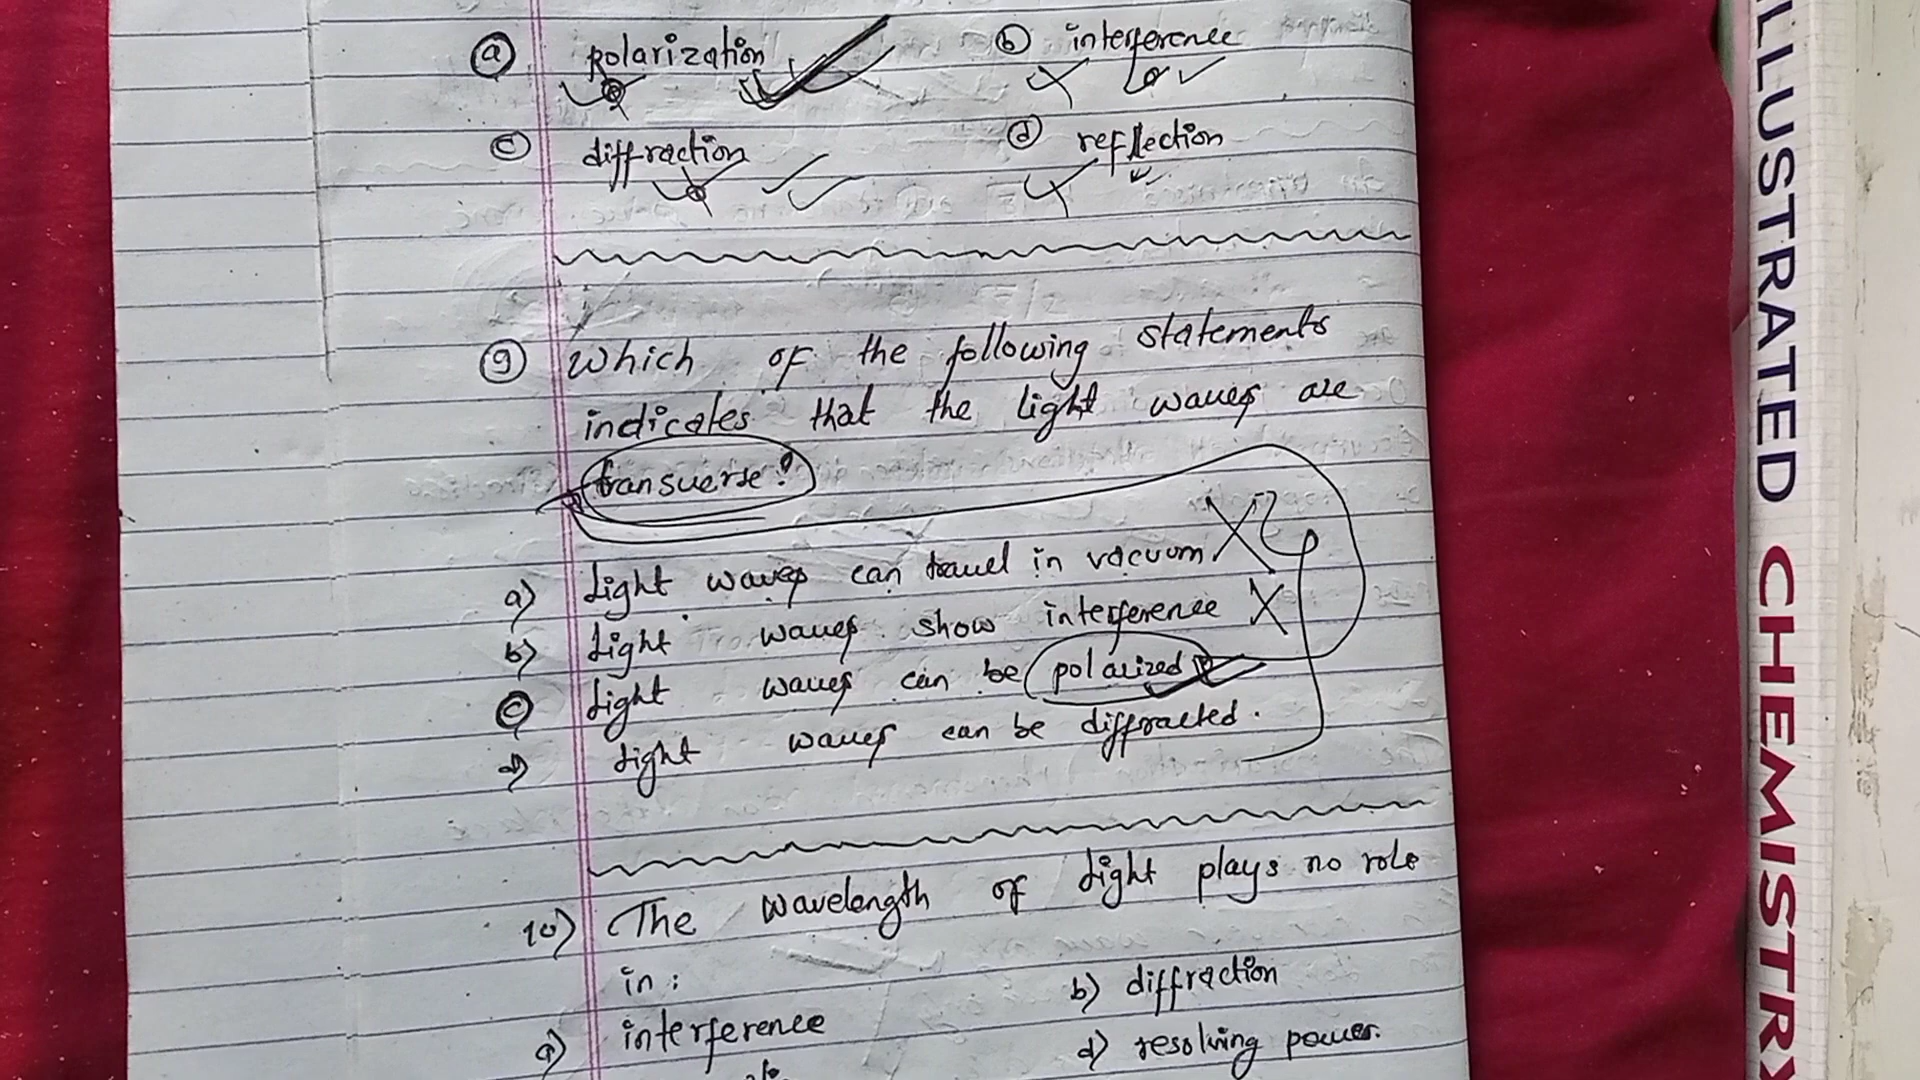 a polarization b interference
c diffraction d reflection
9 Which of the following statements
indicates that the light waves are
transverse?
a) Light waves can travel in vacuum
b) Light waves show interference
c Light waves can be polarized
d) Light waves can be diffracted.
10) The wavelength of Light plays no role
in :
a) interference b) diffraction
d) resolving power.
ILLUSTRATED CHEMISTRY